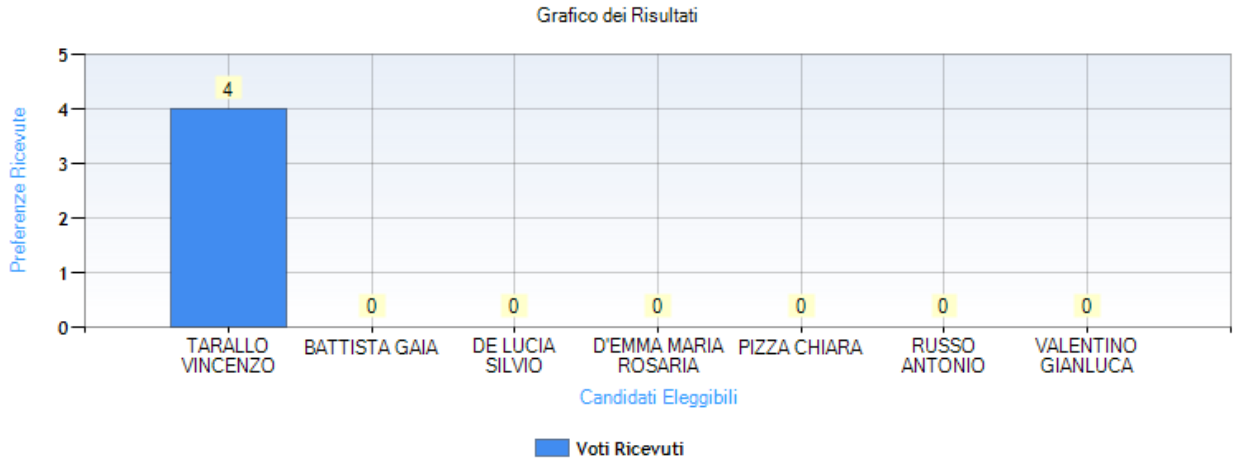 Grafico dei Risultati
Preferenze Ricevute
5
4
3
2
1
0
4
0
0
0
0
0
0
TARALLO
VINCENZO
BATTISTA GAIA
DE LUCIA
SILVIO
D'EMMA MARIA
ROSARIA
PIZZA CHIARA
RUSSO
ANTONIO
VALENTINO
GIANLUCA
Candidati Eleggibili
Voti Ricevuti